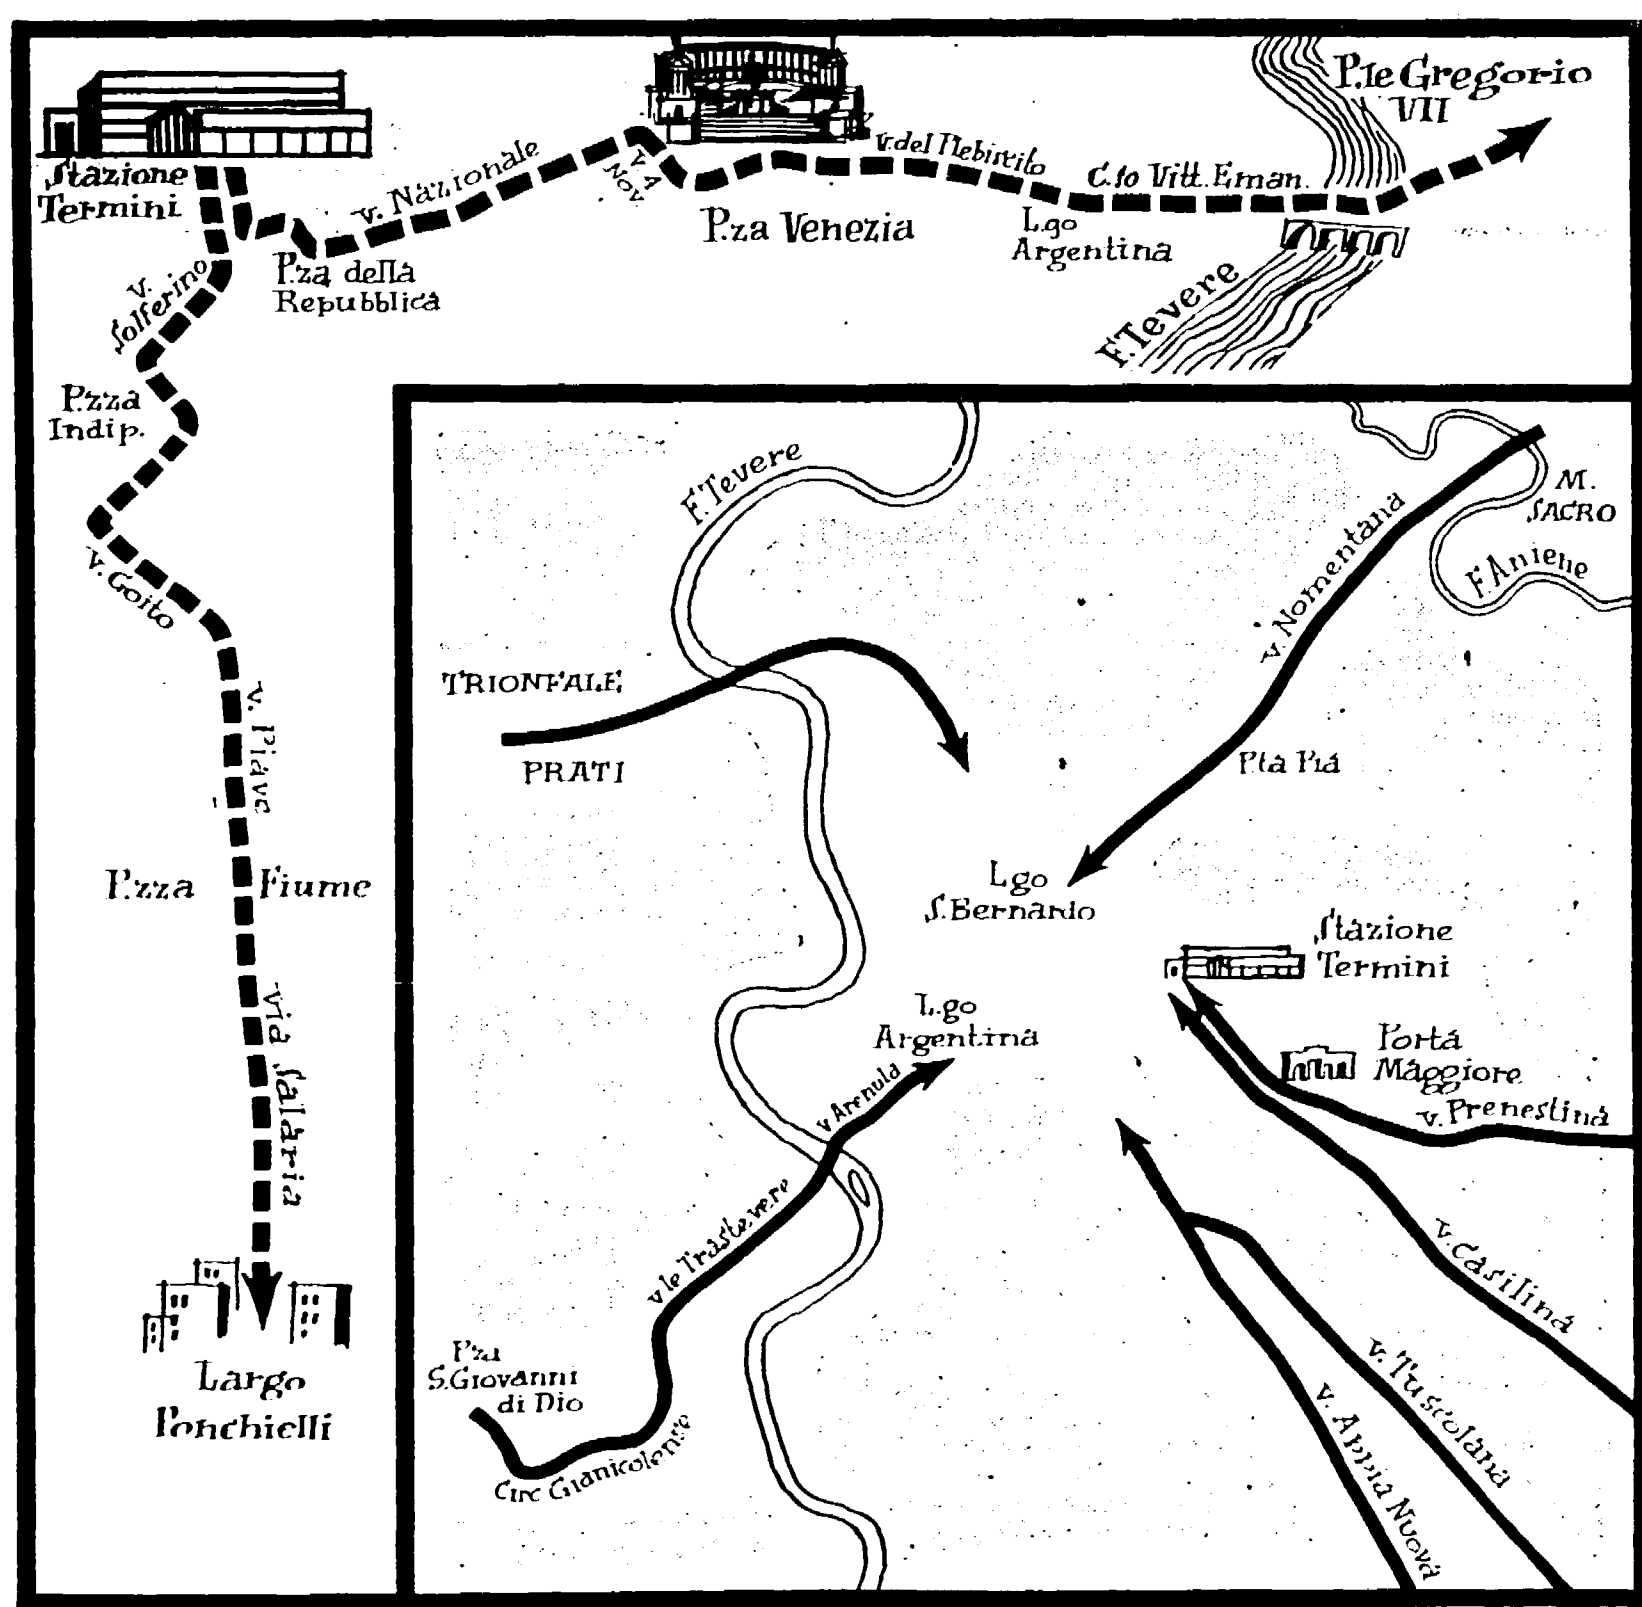 P.le Gregorio
VII
Stazione
Termini
v. Nazionale
v. 4
Nov.
v. del Plebiscito
C.so Vitt. Eman.
P.za Venezia
L.go
Argentina
P.za della
Repubblica
F. Tevere
v.
Solferino
P.zza
Indip.
v. Goito
v. Piave
P.zza Fiume
via Salaria
Largo
Ponchielli
F. Tevere
M.
SACRO
F. Aniene
v. Nomentana
TRIONFALE
PRATI
P.ta Pia
L.go
S. Bernardo
Stazione
Termini
L.go
Argentina
Porta
Maggiore
v. Prenestina
v. Arenula
v.le Trastevere
v. Casilina
P.za
S. Giovanni
di Dio
Circ Gianicolense
v. Tuscolana
v. Appia Nuova